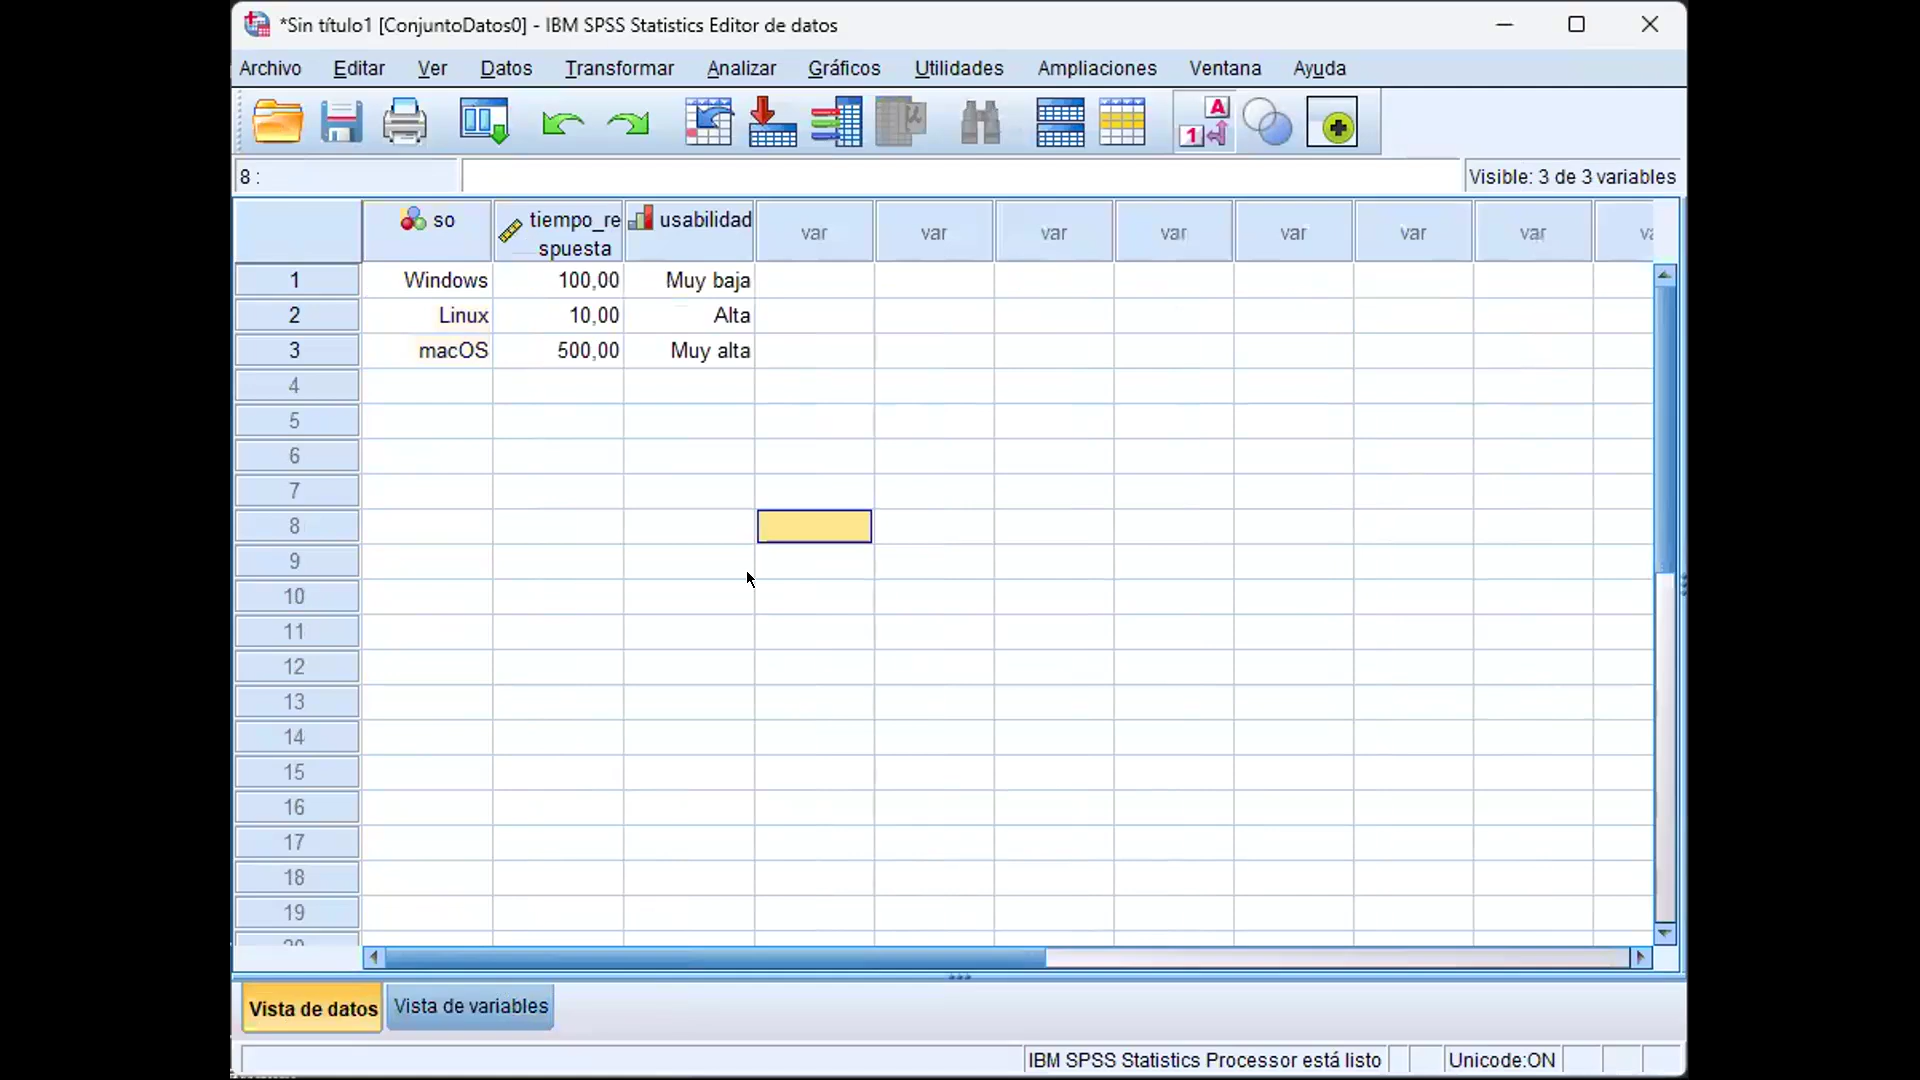 *Sin título1 [ConjuntoDatos0] - IBM SPSS Statistics Editor de datos
Archivo Editar Ver Datos Transformar Analizar Gráficos Utilidades Ampliaciones Ventana Ayuda
8 : Visible: 3 de 3 variables
so tiempo_re usabilidad var var var var var var var
spuesta
1 Windows 100,00 Muy baja
2 Linux 10,00 Alta
3 macOS 500,00 Muy alta
4
5
6
7
8
9
10
11
12
13
14
15
16
17
18
19
Vista de datos Vista de variables
IBM SPSS Statistics Processor está listo Unicode:ON